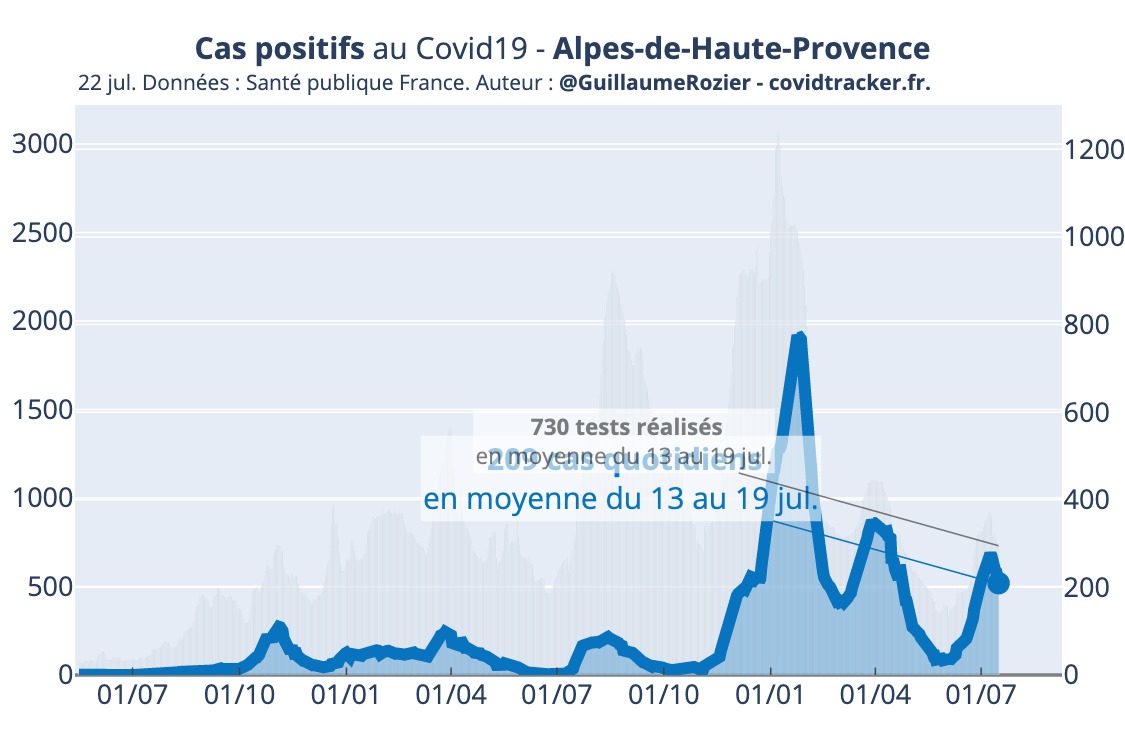 Cas positifs au Covid19 - Alpes-de-Haute-Provence
22 jul. Données : Santé publique France. Auteur : @GuillaumeRozier - covidtracker.fr.
3000
2500
2000
1500
1000
500
0
1200
1000
800
600
400
200
0
730 tests réalisés
en moyenne du 13 au 19 jul.
209 cas quotidiens
en moyenne du 13 au 19 jul.
01/07 01/10 01/01 01/04 01/07 01/10 01/01 01/04 01/07